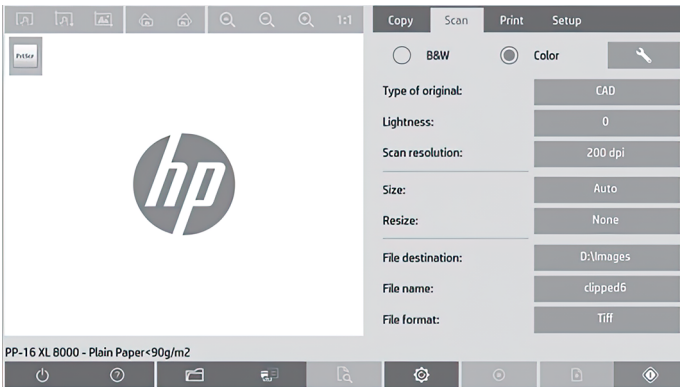 1:1
Copy Scan Print Setup
PrtScr
B&W Color
Type of original: CAD
Lightness: 0
Scan resolution: 200 dpi
hp
Size: Auto
Resize: None
File destination: D:\Images
File name: clipped6
File format: Tiff
PP-16 XL 8000 - Plain Paper<90g/m2